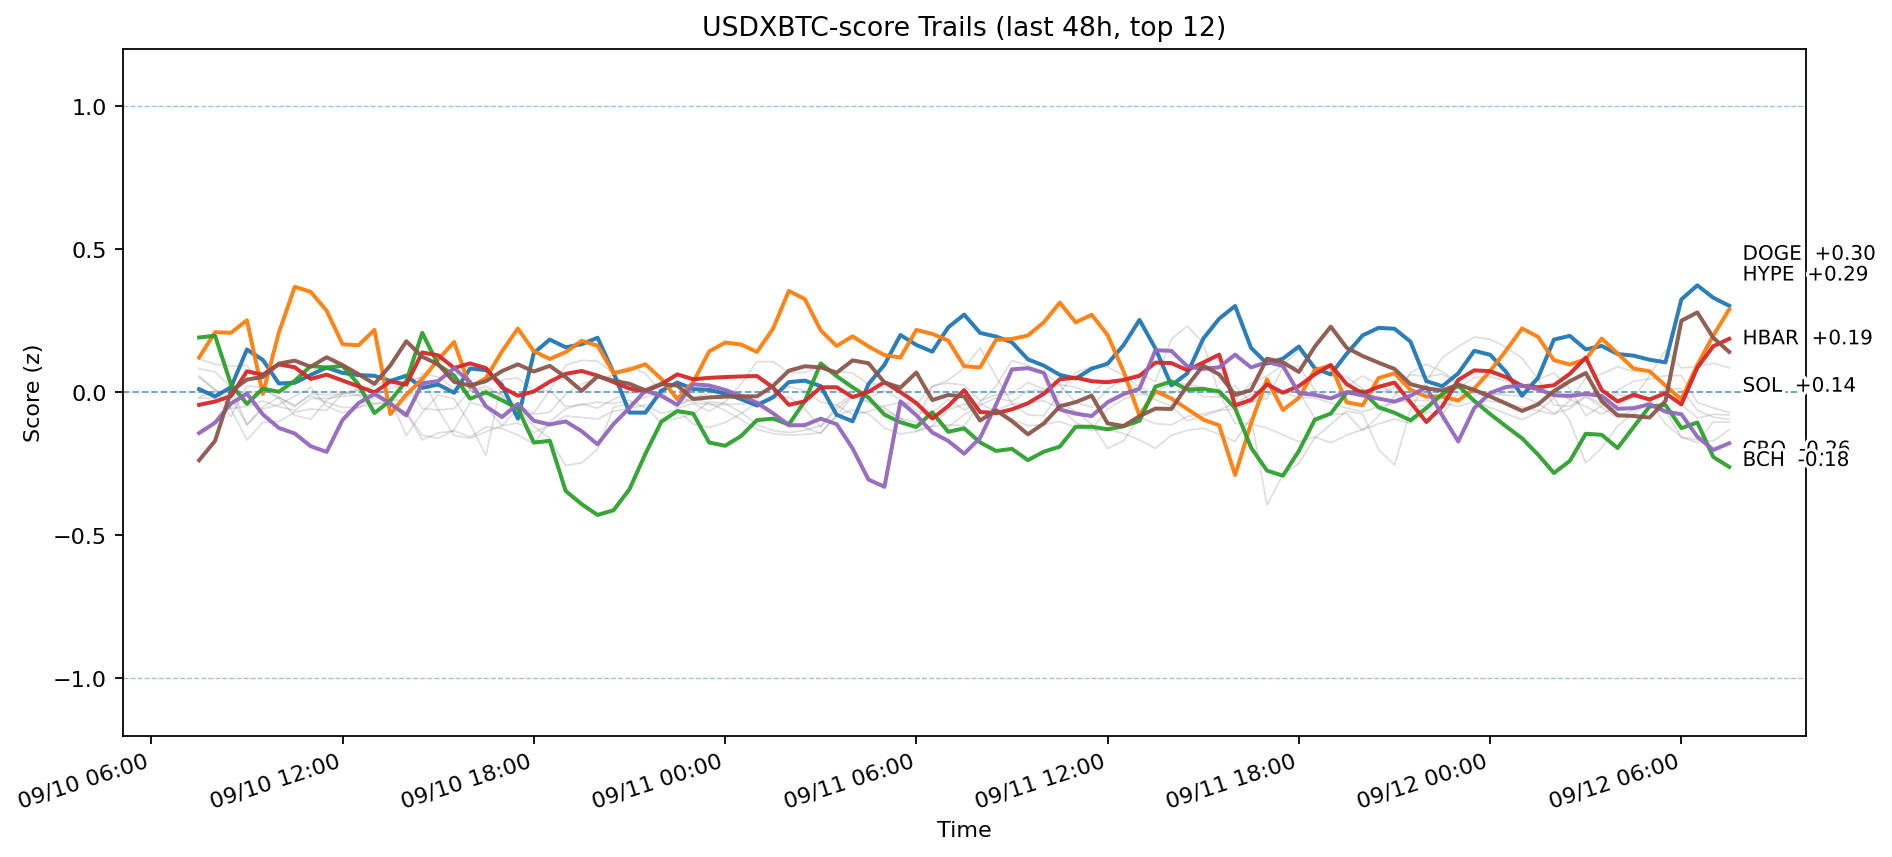 USDXBTC-score Trails (last 48h, top 12)
Score (z)
1.0
0.5
0.0
−0.5
−1.0
DOGE +0.30
HYPE +0.29
HBAR +0.19
SOL +0.14
-0.26
BCH -0.18
09/10 06:00
09/10 12:00
09/10 18:00
09/11 00:00
09/11 06:00
09/11 12:00
09/11 18:00
09/12 00:00
09/12 06:00
Time